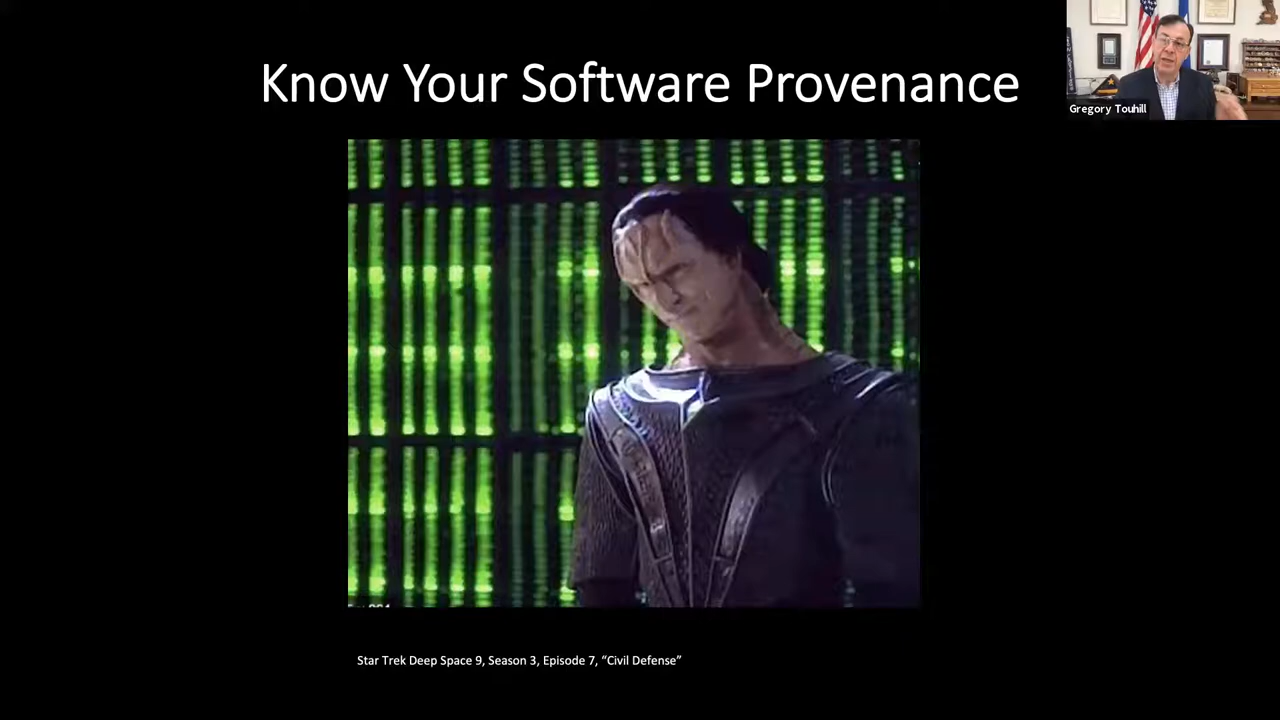 Know Your Software Provenance
Gregory Touhill
Star Trek Deep Space 9, Season 3, Episode 7, “Civil Defense”